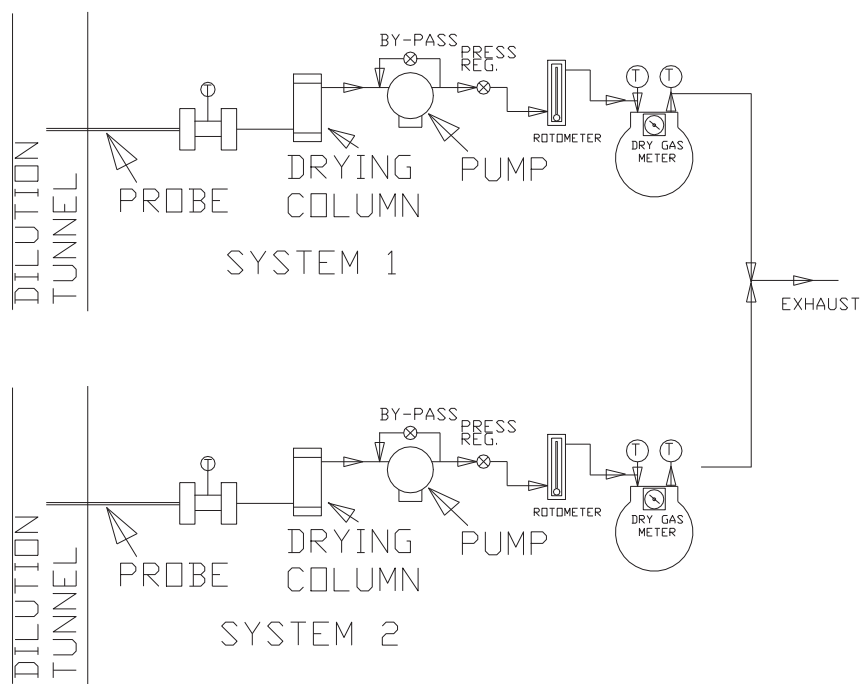 BY-PASS
PRESS
REG.
T
T
T
ROTOMETER
DRY GAS
METER
DILUTION
TUNNEL
PROBE
DRYING
COLUMN
PUMP
SYSTEM 1
EXHAUST
BY-PASS
PRESS
REG.
T
T
T
ROTOMETER
DRY GAS
METER
DILUTION
TUNNEL
PROBE
DRYING
COLUMN
PUMP
SYSTEM 2